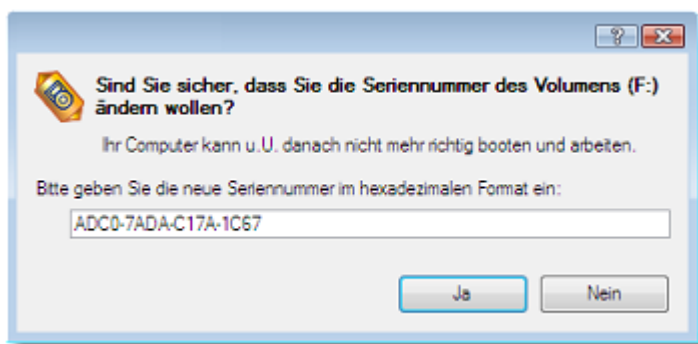 Sind Sie sicher, dass Sie die Seriennummer des Volumens (F:)
ändern wollen?
Ihr Computer kann u.U. danach nicht mehr richtig booten und arbeiten.
Bitte geben Sie die neue Seriennummer im hexadezimalen Format ein:
ADC0-7ADA-C17A-1C67
Ja
Nein